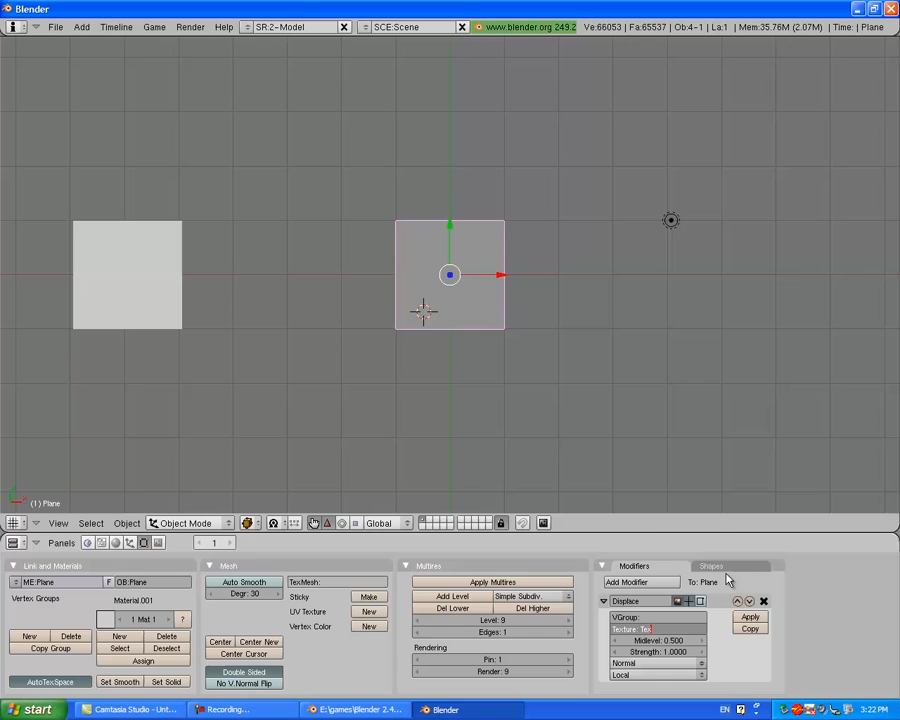 Blender
File Add Timeline Game Render Help SR:2-Model SCE:Scene www.blender.org 249.2 Ve:66053 | Fa:65537 | Ob:4-1 | La:1 | Mem:35.76M (2.07M) | Time: | Plane
(1) Plane
View Select Object Object Mode Global
Panels 1
Link and Materials Mesh Multires Modifiers Shapes
ME:Plane F OB:Plane Auto Smooth TexMesh: Apply Multires Add Modifier To: Plane
Vertex Groups Material.001 Degr: 30 Sticky Make Add Level Simple Subdiv. Displace
1 Mat 1 ? UV Texture New Del Lower Del Higher VGroup: Apply
New Delete New Delete Vertex Color New Level: 9 Texture: Tex Copy
Copy Group Select Deselect Center Center New Edges: 1 Midlevel: 0.500
Assign Center Cursor Rendering Strength: 1.0000
Double Sided Pin: 1 Normal
AutoTexSpace Set Smooth Set Solid No V.Normal Flip Render: 9 Local
start Camtasia Studio - Unt... Recording... E:\games\Blender 2.4... Blender EN ? 3:22 PM